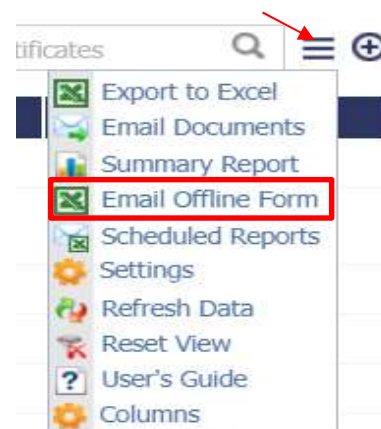 tificates
Export to Excel
Email Documents
Summary Report
Email Offline Form
Scheduled Reports
Settings
Refresh Data
Reset View
? User's Guide
Columns